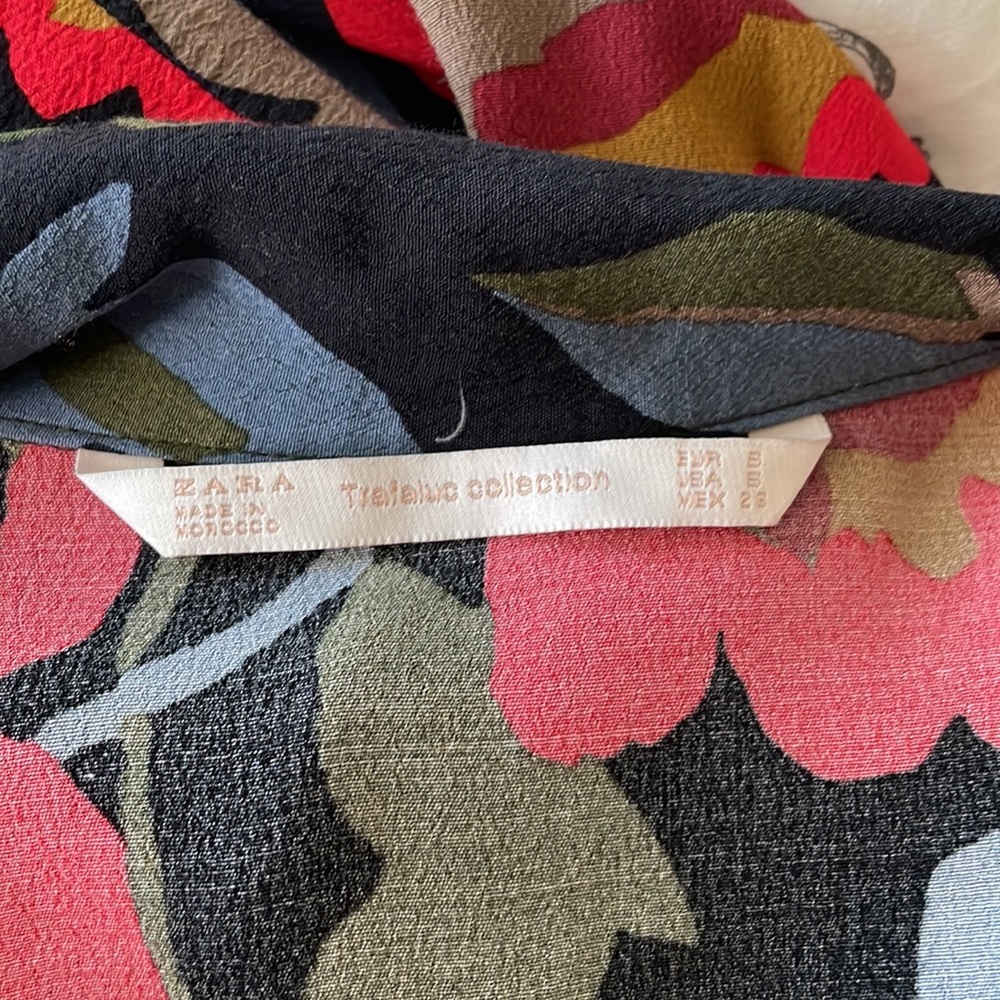 ZARA
MADE IN
MOROCCO
Trafaluc collection
EUR S
USA S
MEX 26